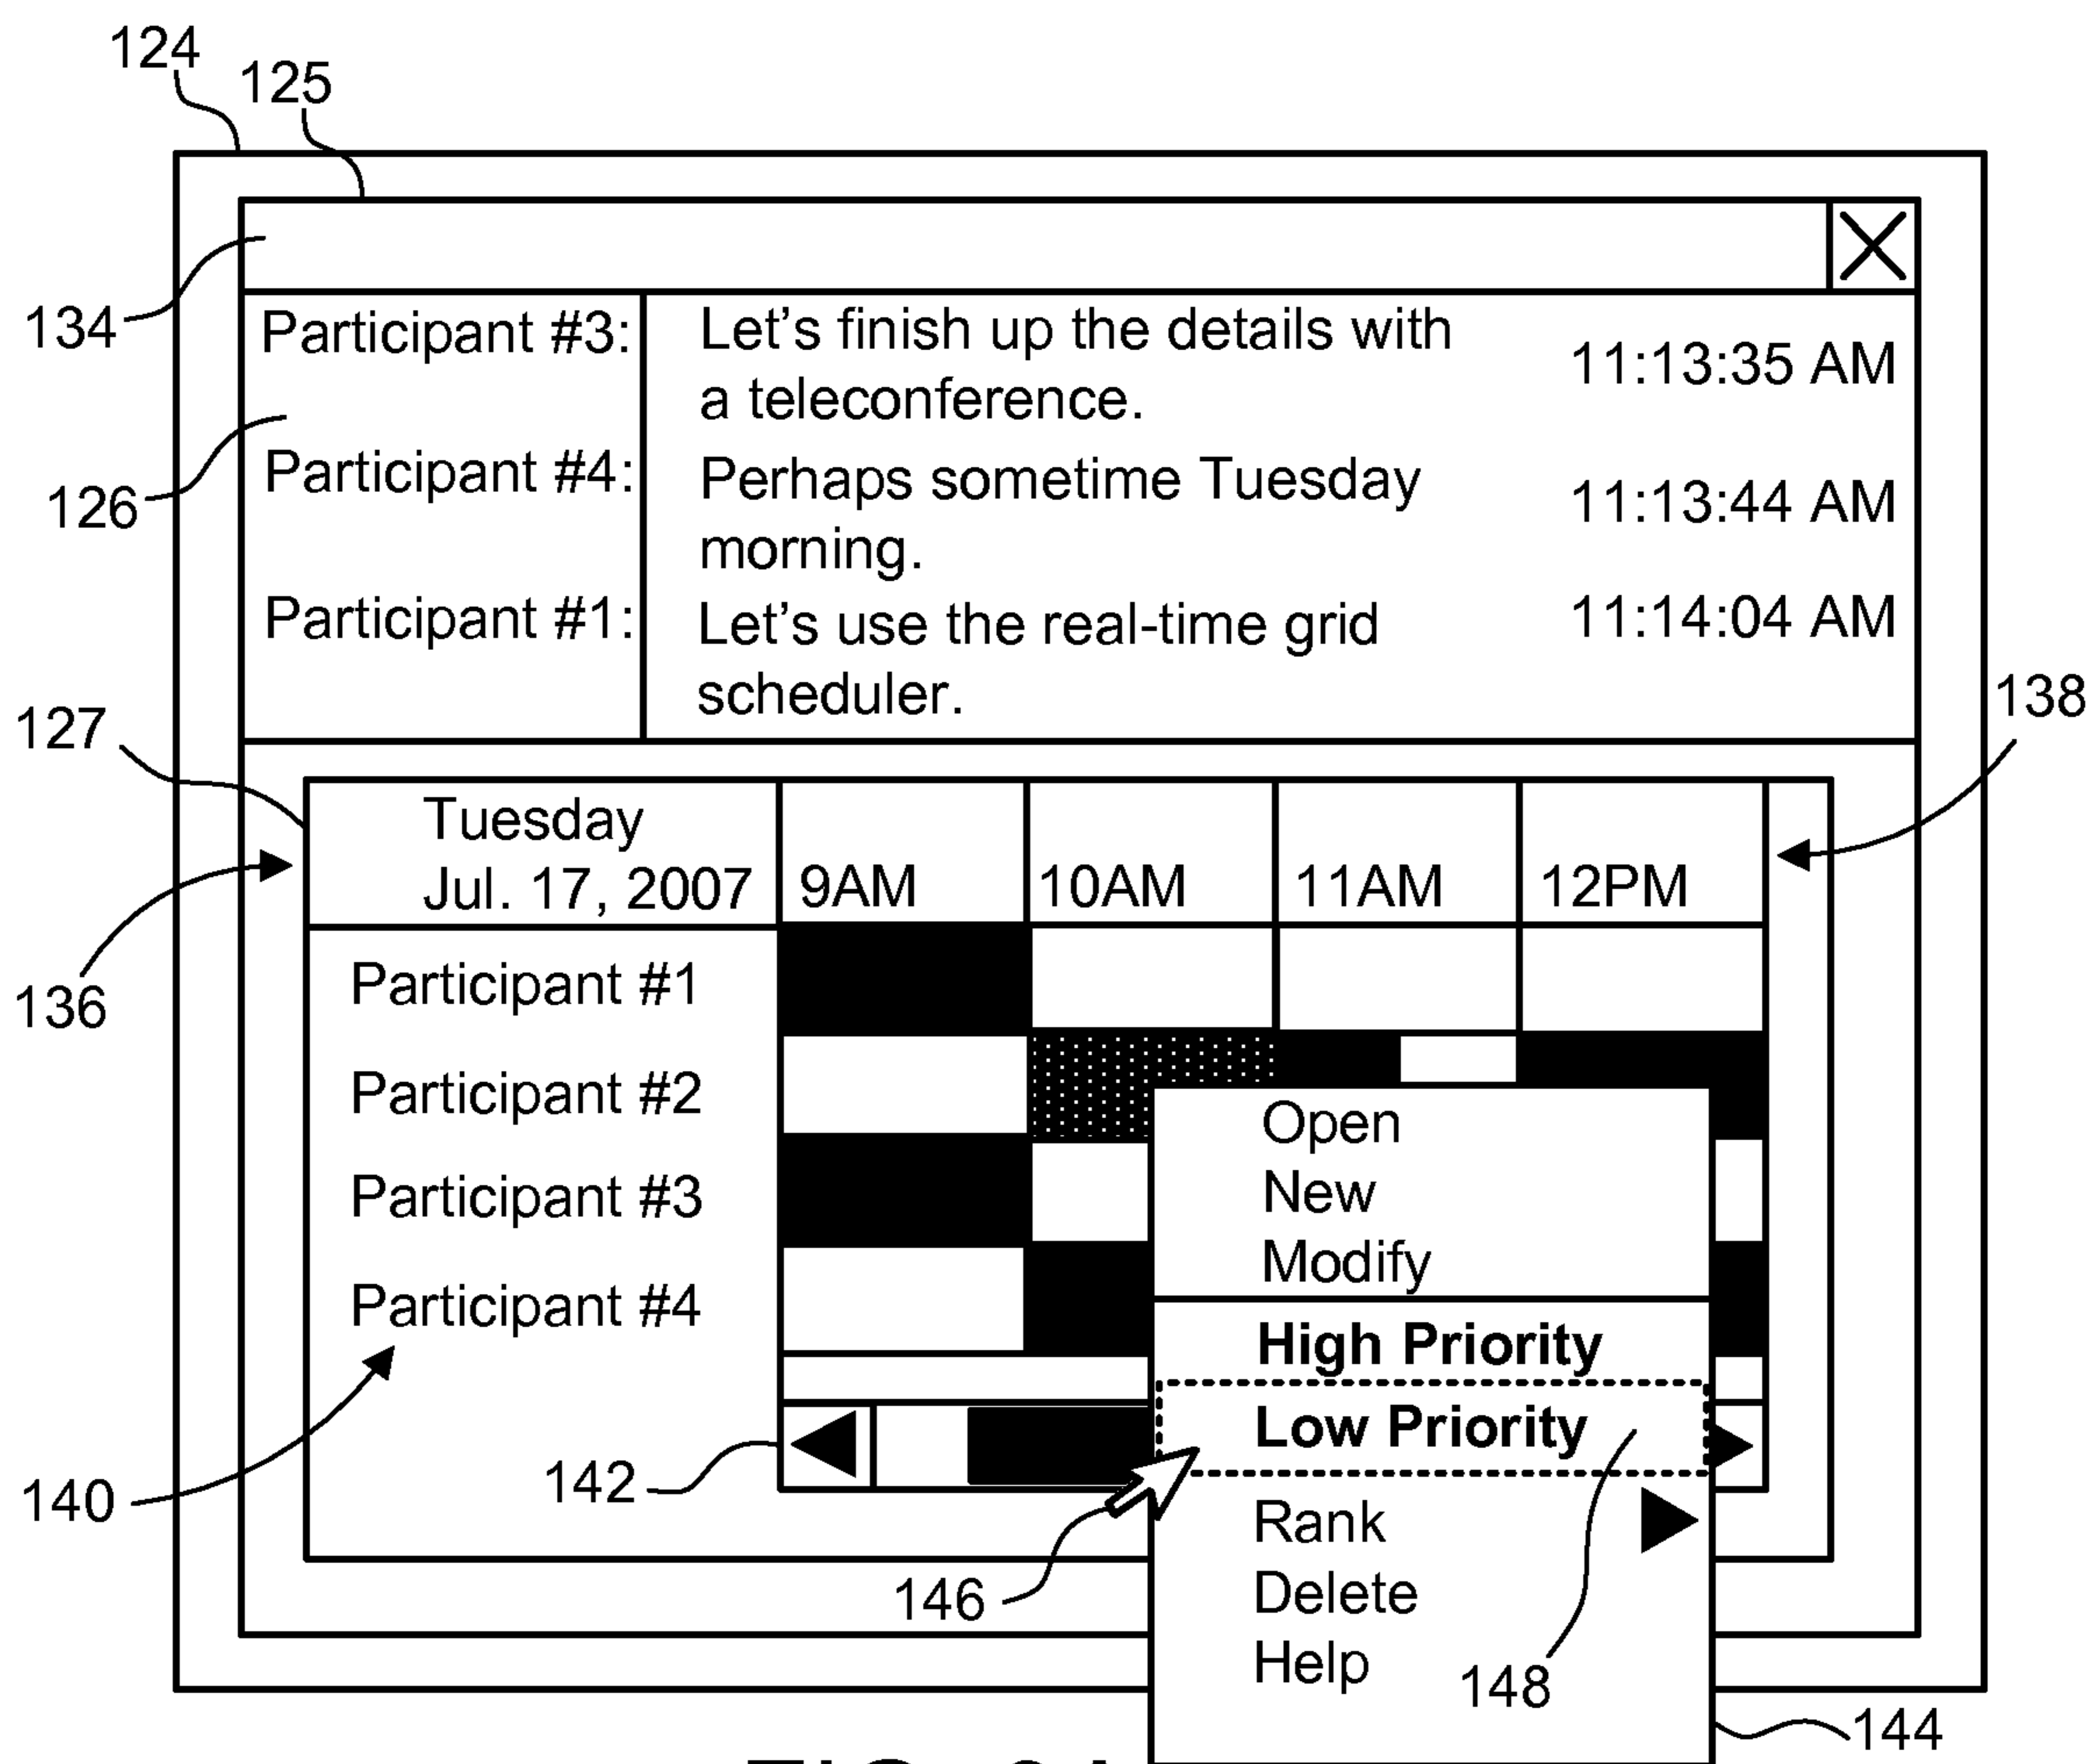 124
125
134
Participant #3:
Let's finish up the details with
a teleconference.
11:13:35 AM
126
Participant #4:
Perhaps sometime Tuesday
morning.
11:13:44 AM
Participant #1:
Let's use the real-time grid
scheduler.
11:14:04 AM
127
138
Tuesday
Jul. 17, 2007
9AM
10AM
11AM
12PM
136
Participant #1
Participant #2
Participant #3
Participant #4
Open
New
Modify
High Priority
Low Priority
Rank
Delete
Help
140
142
146
148
144